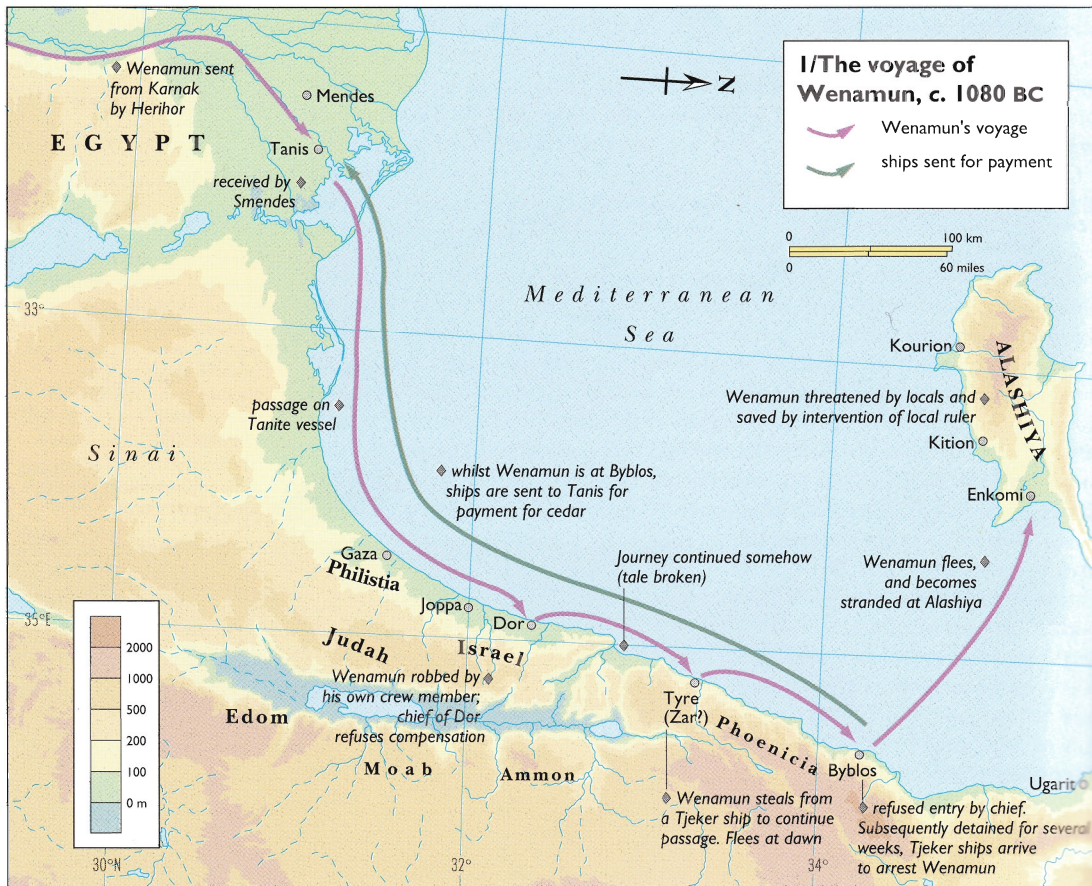 1/The voyage of
Wenamun, c. 1080 BC
Wenamun's voyage
ships sent for payment
N
0
100 km
0
60 miles
Wenamun sent
from Karnak
by Herihor
Mendes
EGYPT
Tanis
received by
Smendes
Mediterranean
Sea
33°
Kourion
ALASHIYA
Wenamun threatened by locals and
saved by intervention of local ruler
Kition
Enkomi
passage on
Tanite vessel
Sinai
whilst Wenamun is at Byblos,
ships are sent to Tanis for
payment for cedar
Gaza
Philistia
Journey continued somehow
(tale broken)
Wenamun flees,
and becomes
stranded at Alashiya
Joppa
Dor
35°E
Judah
Israel
Wenamun robbed by
his own crew member;
chief of Dor
refuses compensation
Edom
Moab
Ammon
Tyre
(Zar?)
Phoenicia
Byblos
Ugarit
Wenamun steals from
a Tjeker ship to continue
passage. Flees at dawn
refused entry by chief.
Subsequently detained for several
weeks, Tjeker ships arrive
to arrest Wenamun
2000
1000
500
200
100
0 m
30°N
32°
34°